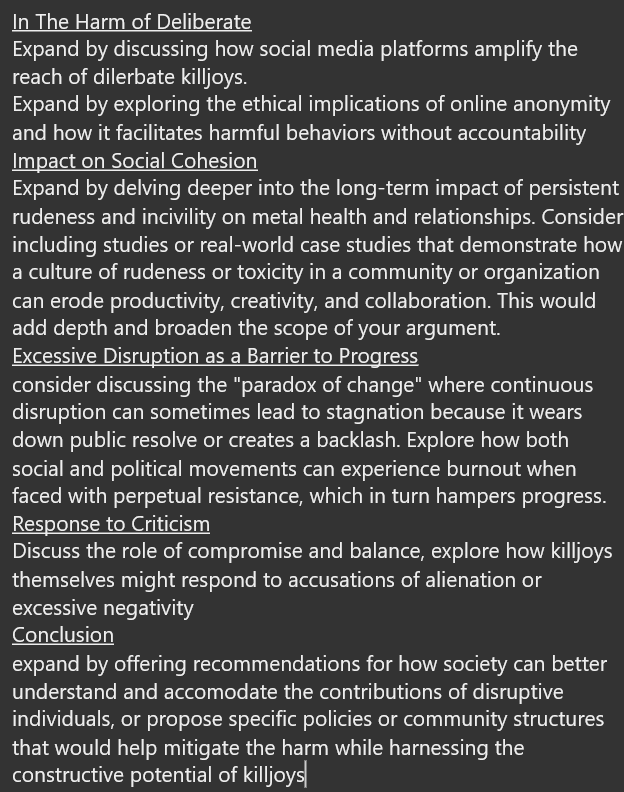 In The Harm of Deliberate
Expand by discussing how social media platforms amplify the
reach of dilerbate killjoys.
Expand by exploring the ethical implications of online anonymity
and how it facilitates harmful behaviors without accountability
Impact on Social Cohesion
Expand by delving deeper into the long-term impact of persistent
rudeness and incivility on metal health and relationships. Consider
including studies or real-world case studies that demonstrate how
a culture of rudeness or toxicity in a community or organization
can erode productivity, creativity, and collaboration. This would
add depth and broaden the scope of your argument.
Excessive Disruption as a Barrier to Progress
consider discussing the "paradox of change" where continuous
disruption can sometimes lead to stagnation because it wears
down public resolve or creates a backlash. Explore how both
social and political movements can experience burnout when
faced with perpetual resistance, which in turn hampers progress.
Response to Criticism
Discuss the role of compromise and balance, explore how killjoys
themselves might respond to accusations of alienation or
excessive negativity
Conclusion
expand by offering recommendations for how society can better
understand and accomodate the contributions of disruptive
individuals, or propose specific policies or community structures
that would help mitigate the harm while harnessing the
constructive potential of killjoys